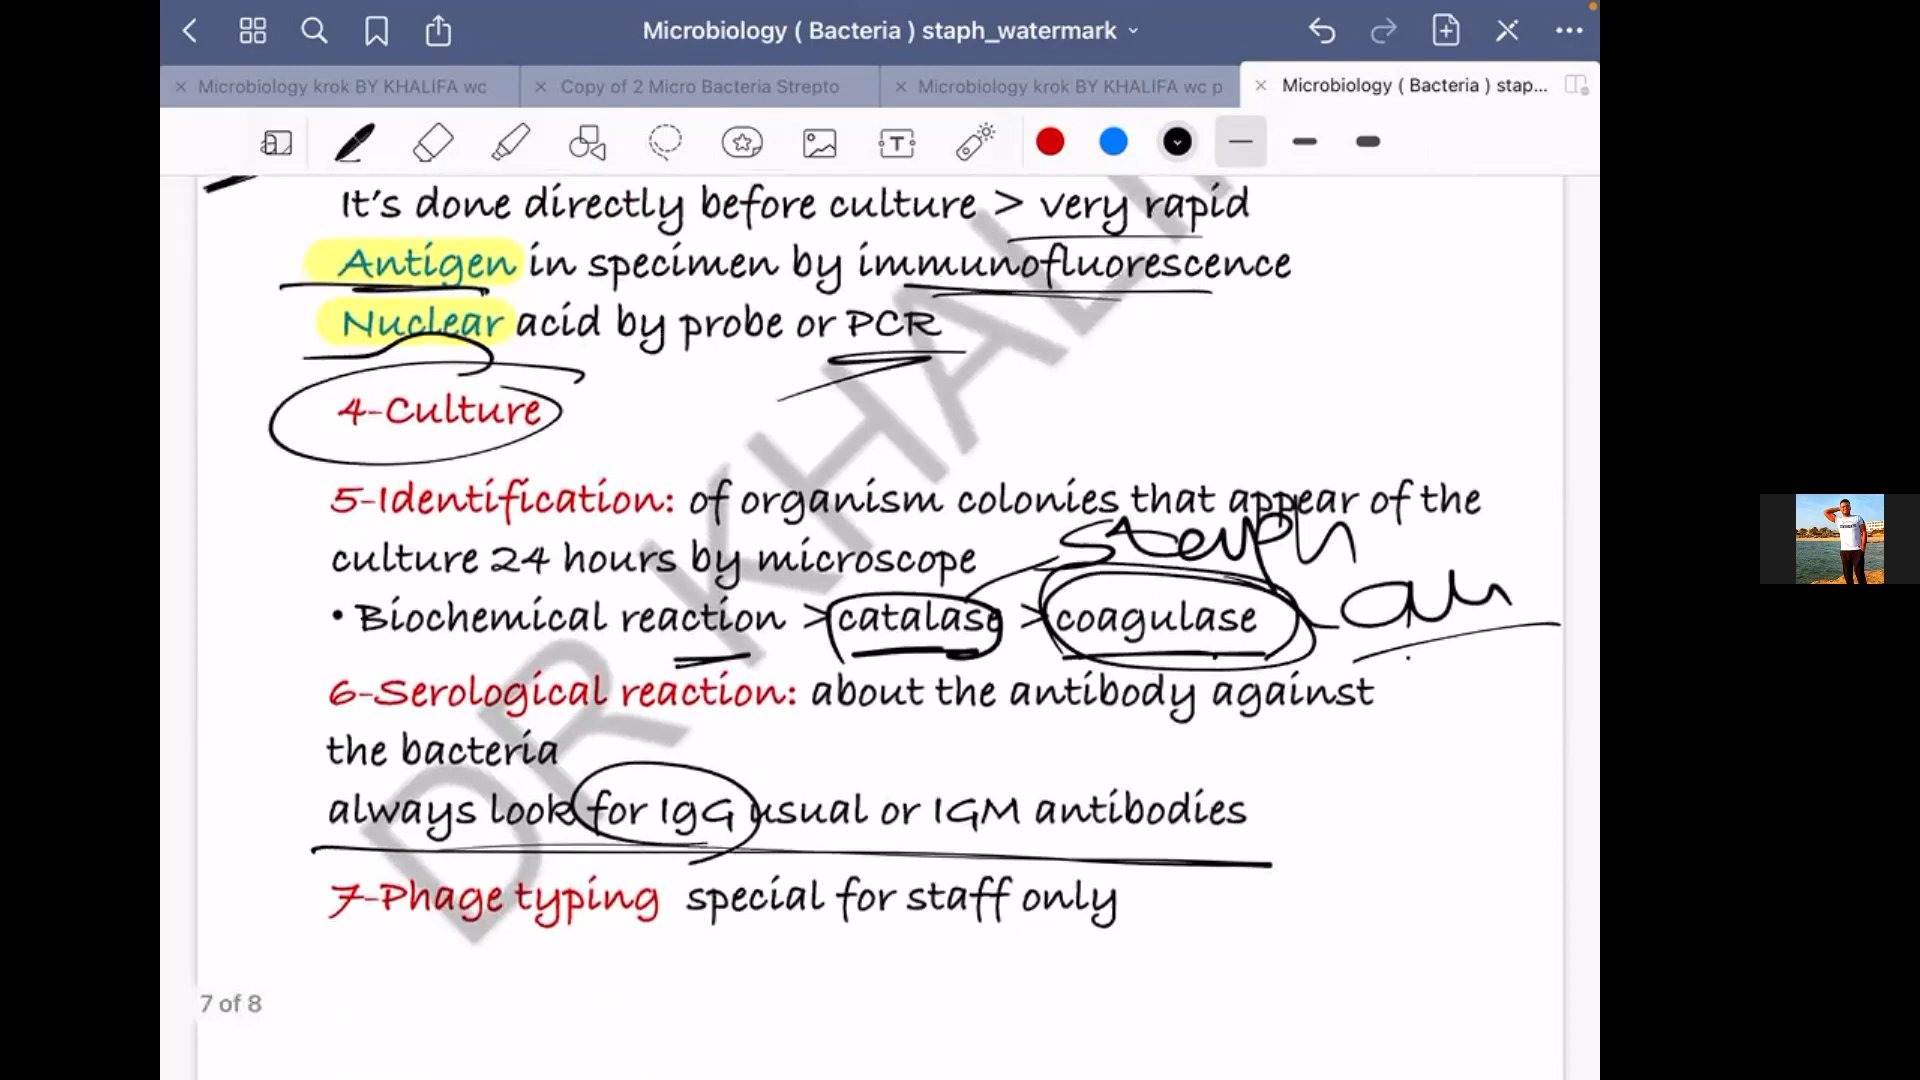 Microbiology ( Bacteria ) staph_watermark
Microbiology krok BY KHALIFA wc
Copy of 2 Micro Bacteria Strepto
Microbiology krok BY KHALIFA wc p
Microbiology ( Bacteria ) stap...
It's done directly before culture > very rapid
Antigen in specimen by immunofluorescence
Nuclear acid by probe or PCR
4-Culture
5-Identification: of organism colonies that appear of the
culture 24 hours by microscope
staph
• Biochemical reaction > catalase > coagulase
au
6-Serological reaction: about the antibody against
the bacteria
always look for IgG usual or IGM antibodies
7-Phage typing special for staff only
7 of 8
DR KHALI